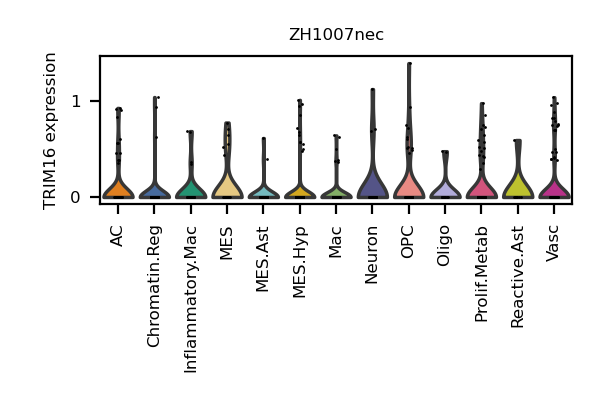 ZH1007nec
TRIM16 expression
1
0
AC
Chromatin.Reg
Inflammatory.Mac
MES
MES.Ast
MES.Hyp
Mac
Neuron
OPC
Oligo
Prolif.Metab
Reactive.Ast
Vasc